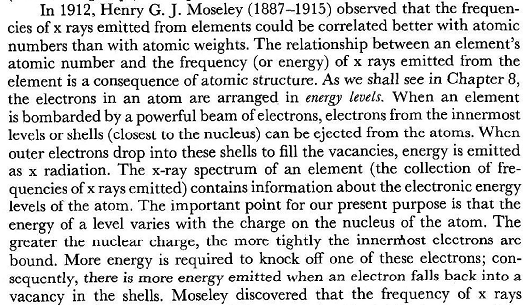 In 1912, Henry G. J. Moseley (1887–1915) observed that the frequen-
cies of x rays emitted from elements could be correlated better with atomic
numbers than with atomic weights. The relationship between an element's
atomic number and the frequency (or energy) of x rays emitted from the
element is a consequence of atomic structure. As we shall see in Chapter 8,
the electrons in an atom are arranged in energy levels. When an element
is bombarded by a powerful beam of electrons, electrons from the innermost
levels or shells (closest to the nucleus) can be ejected from the atoms. When
outer electrons drop into these shells to fill the vacancies, energy is emitted
as x radiation. The x-ray spectrum of an element (the collection of fre-
quencies of x rays emitted) contains information about the electronic energy
levels of the atom. The important point for our present purpose is that the
energy of a level varies with the charge on the nucleus of the atom. The
greater the nuclear charge, the more tightly the innermost electrons are
bound. More energy is required to knock off one of these electrons; con-
sequently, there is more energy emitted when an electron falls back into a
vacancy in the shells. Moseley discovered that the frequency of x rays